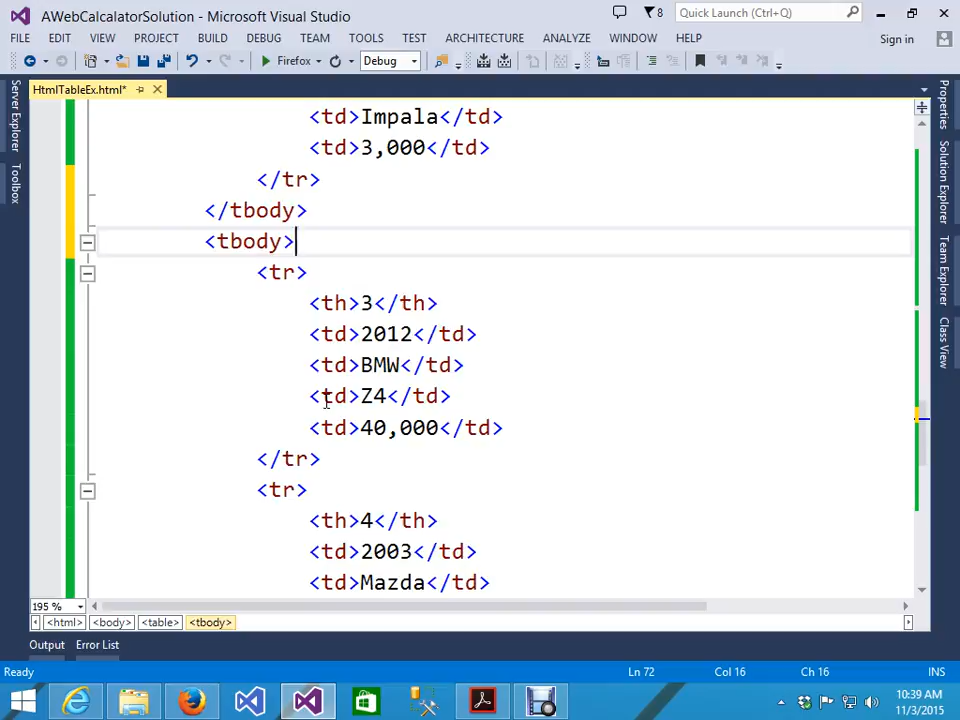 AWebCalcalatorSolution - Microsoft Visual Studio
8
Quick Launch (Ctrl+Q)
FILE EDIT VIEW PROJECT BUILD DEBUG TEAM TOOLS TEST ARCHITECTURE ANALYZE WINDOW HELP Sign in
Firefox Debug
HtmlTableEx.html*
Server Explorer
Toolbox
Properties
Solution Explorer
Team Explorer
Class View
<td>Impala</td>
<td>3,000</td>
</tr>
</tbody>
<tbody>
<tr>
<th>3</th>
<td>2012</td>
<td>BMW</td>
<td>Z4</td>
<td>40,000</td>
</tr>
<tr>
<th>4</th>
<td>2003</td>
<td>Mazda</td>
195 %
<html> <body> <table> <tbody>
Output Error List
Ready Ln 72 Col 16 Ch 16 INS
10:39 AM
11/3/2015